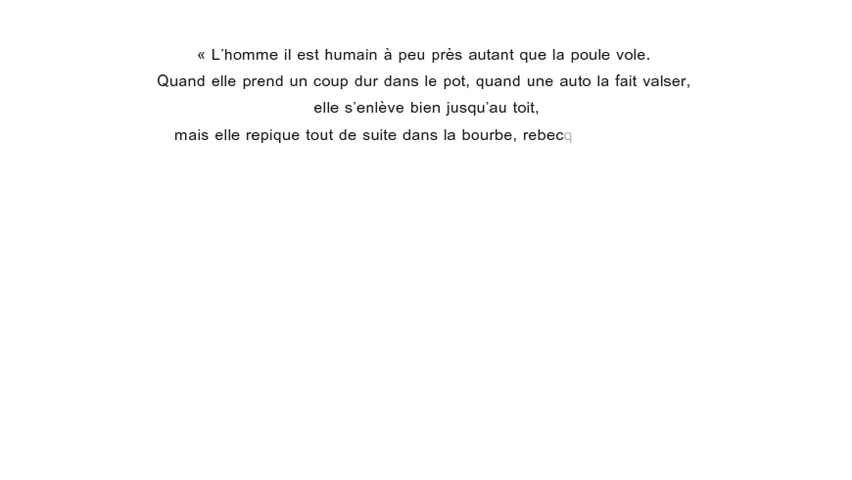 « L’homme il est humain à peu près autant que la poule vole.
Quand elle prend un coup dur dans le pot, quand une auto la fait valser,
elle s’enlève bien jusqu’au toit,
mais elle repique tout de suite dans la bourbe, rebecq